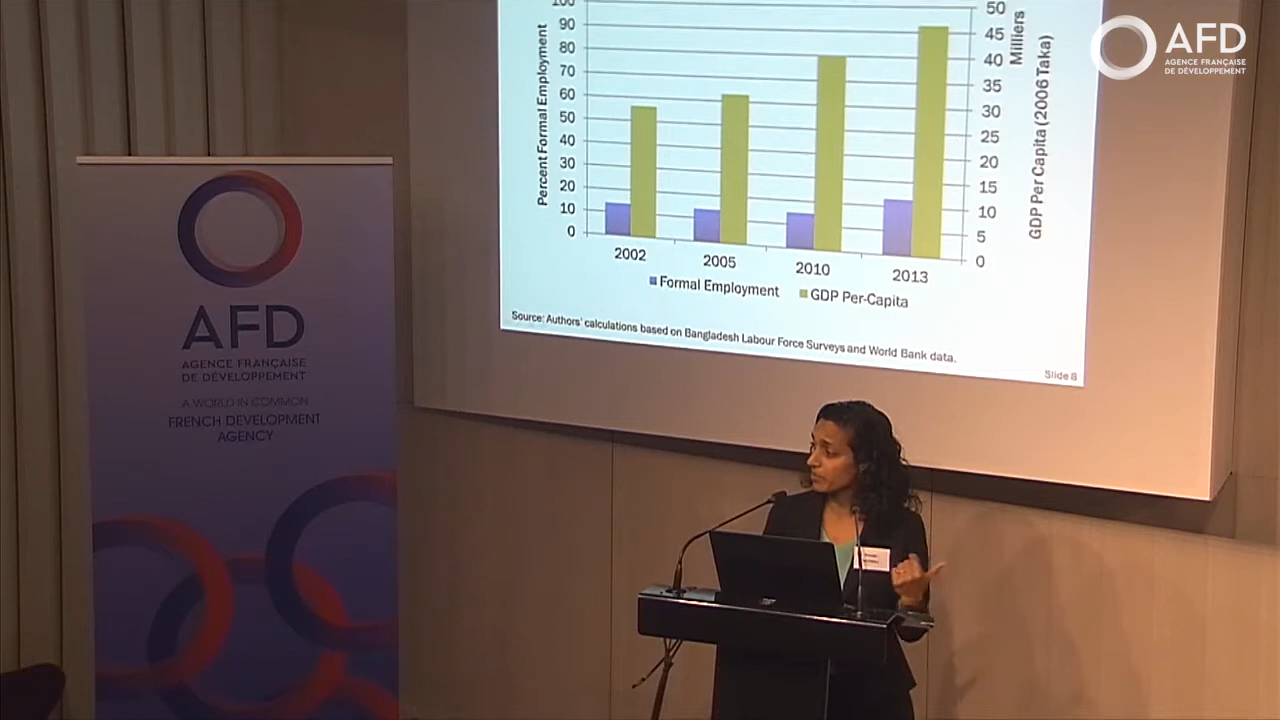 AFD
AGENCE FRANÇAISE
DE DÉVELOPPEMENT
100
90
80
70
60
50
40
30
20
10
0
Percent Formal Employment
50
45
40
35
30
25
20
15
10
5
0
Milliers
GDP Per Capita (2006 Taka)
2002
2005
2010
2013
Formal Employment
GDP Per-Capita
Source: Authors' calculations based on Bangladesh Labour Force Surveys and World Bank data.
Slide 8
AFD
AGENCE FRANÇAISE
DE DÉVELOPPEMENT
A WORLD IN COMMON
FRENCH DEVELOPMENT
AGENCY